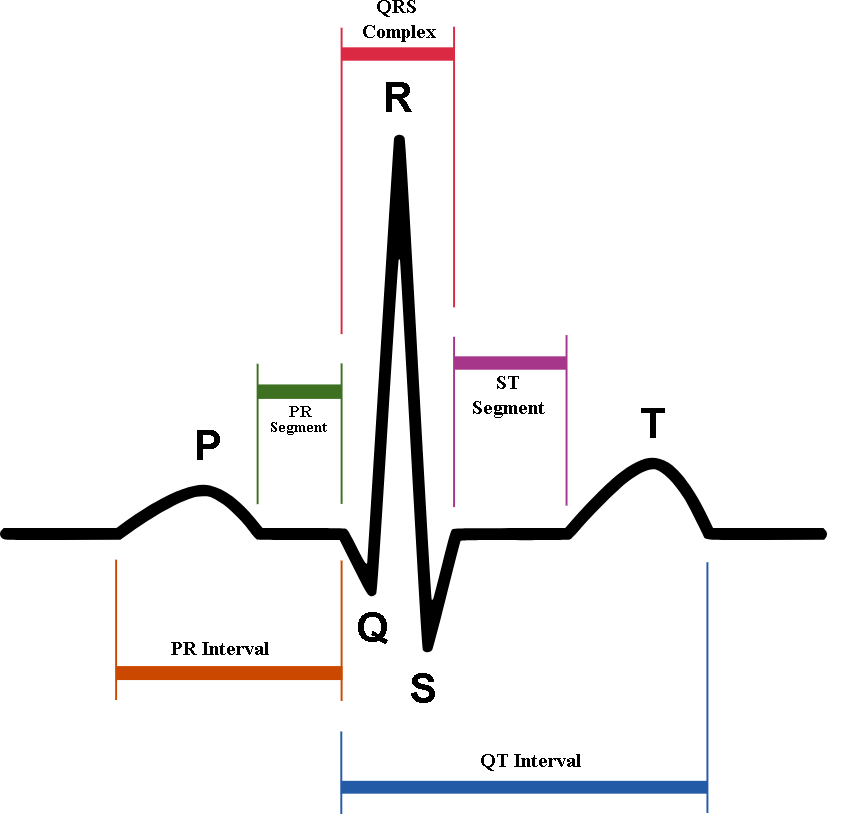 QRS
Complex
R
PR
Segment
ST
Segment
P
T
Q
S
PR Interval
QT Interval